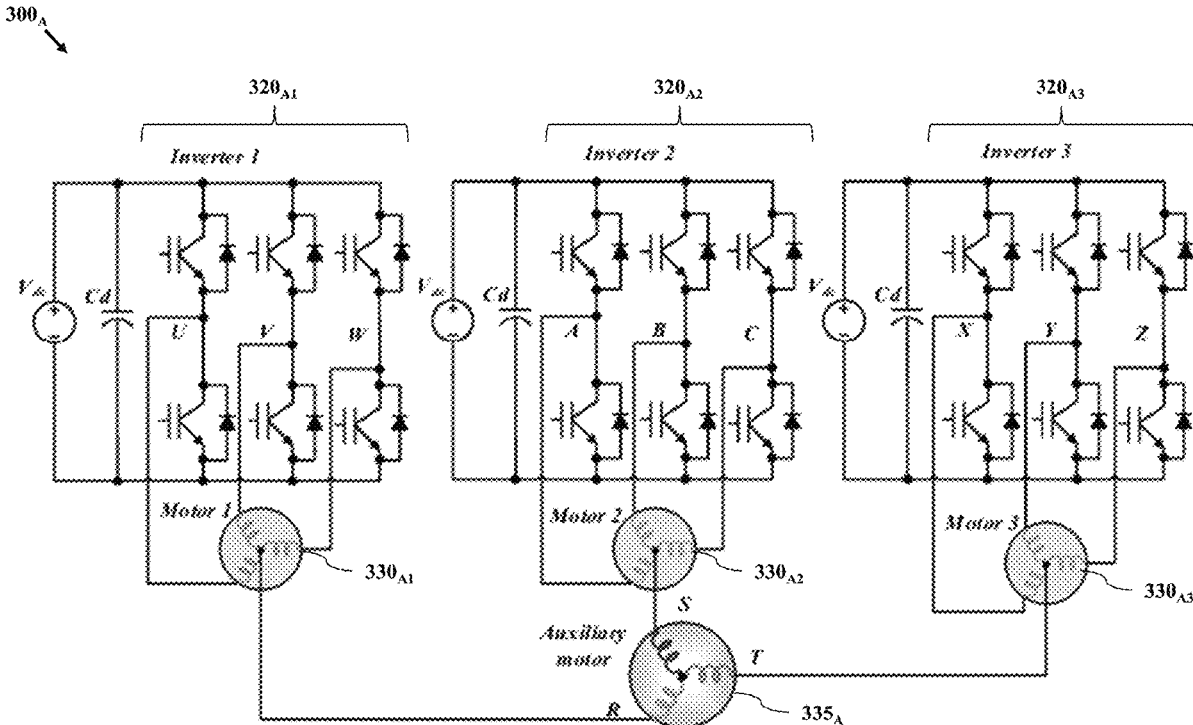 300A
320A1
320A2
320A3
Inverter 1
Inverter 2
Inverter 3
Vdc
Cd
U
V
W
Vdc
Cd
A
B
C
Vdc
Cd
X
Y
Z
Motor 1
Motor 2
Motor 3
330A1
330A2
330A3
S
Auxiliary
motor
T
R
335A